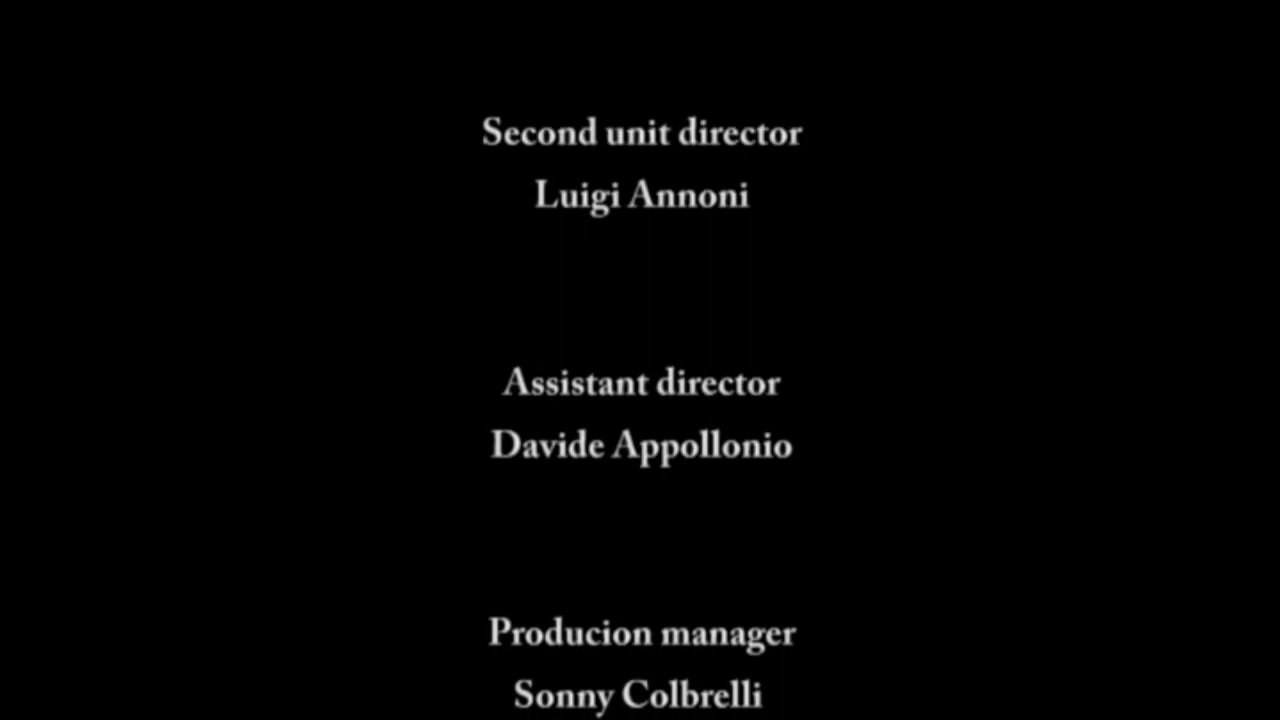 Second unit director
Luigi Annoni
Assistant director
Davide Appollonio
Producion manager
Sonny Colbrelli